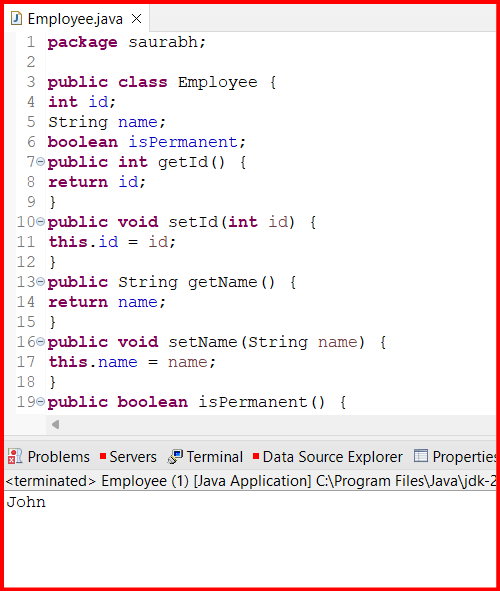 Employee.java
1 package saurabh;
2
3 public class Employee {
4 int id;
5 String name;
6 boolean isPermanent;
7 public int getId() {
8 return id;
9 }
10 public void setId(int id) {
11 this.id = id;
12 }
13 public String getName() {
14 return name;
15 }
16 public void setName(String name) {
17 this.name = name;
18 }
19 public boolean isPermanent() {
Problems Servers Terminal Data Source Explorer Properties
<terminated> Employee (1) [Java Application] C:\Program Files\Java\jdk-2
John